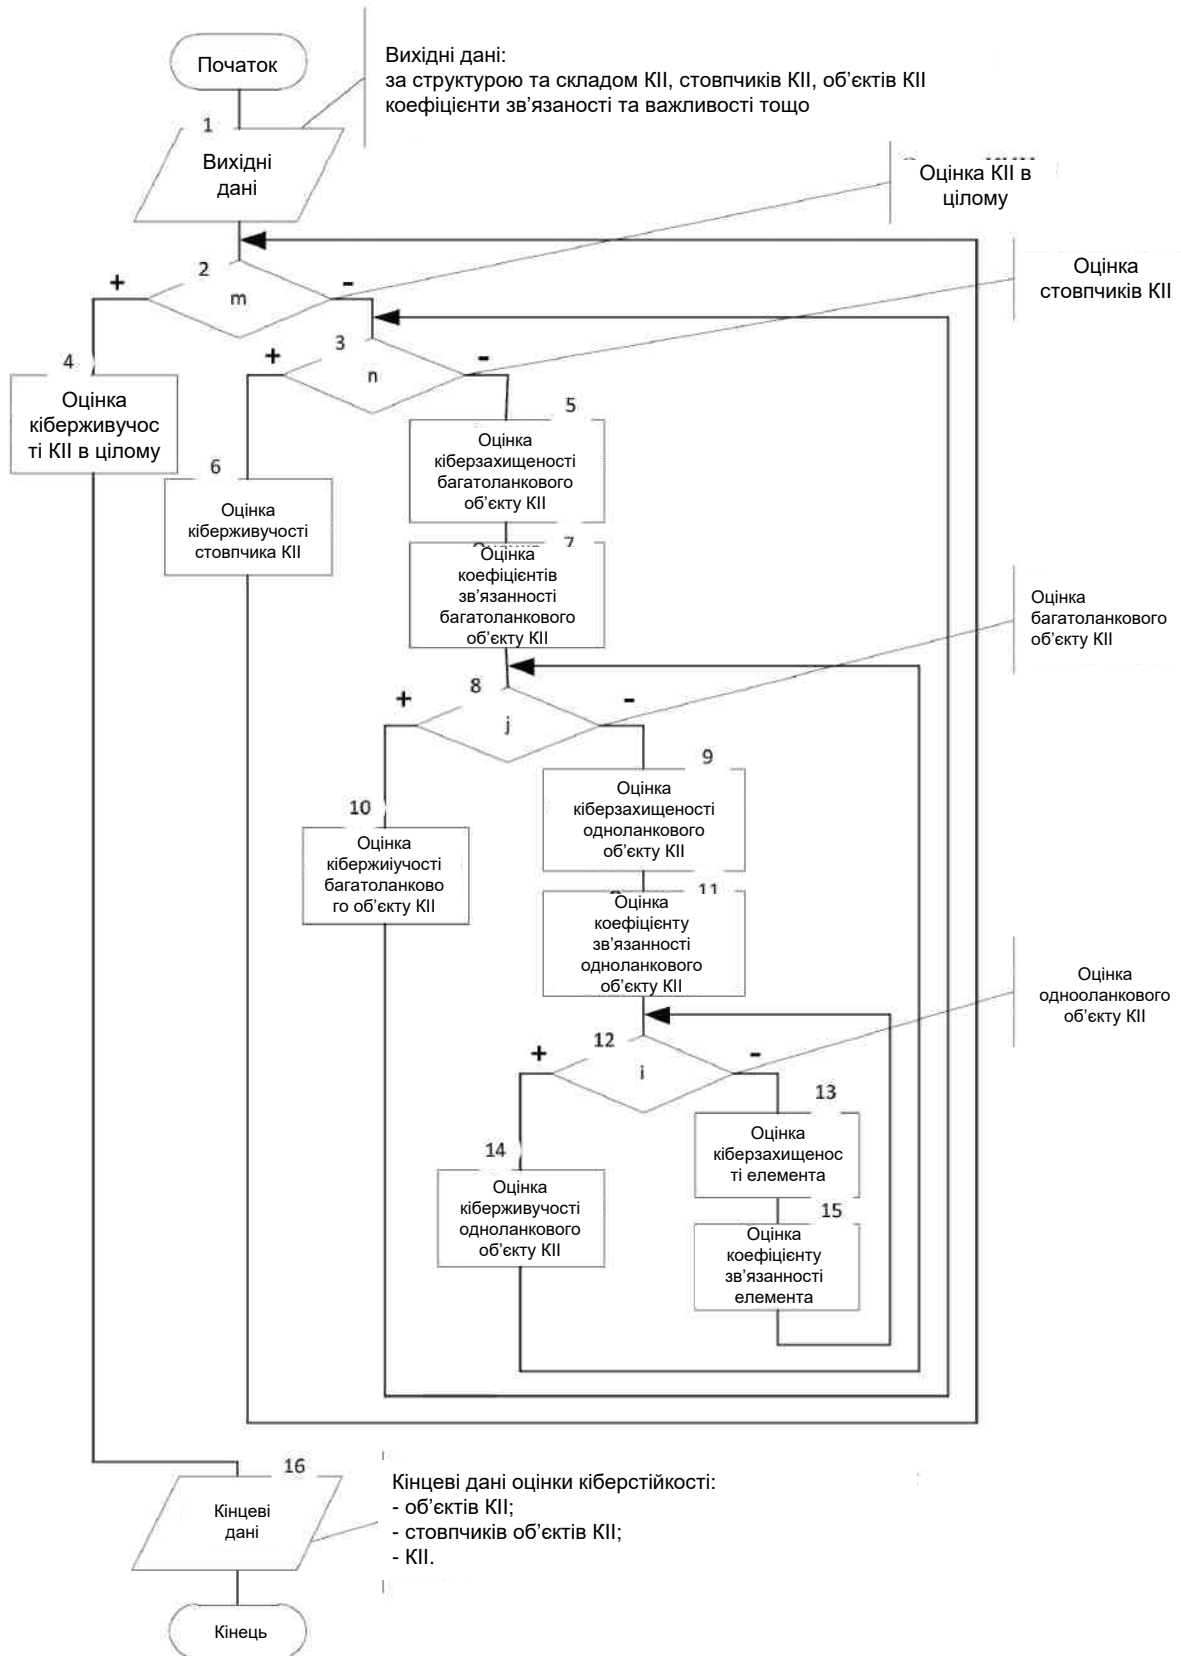 Початок
Вихідні дані:
за структурою та складом КІІ, стовпчиків КІІ, об’єктів КІІ
коефіцієнти зв’язаності та важливості тощо
1
Вихідні
дані
Оцінка КІІ в
цілому
2
+
-
m
Оцінка
стовпчиків КІІ
3
+
-
n
4
Оцінка
кіберживучос
ті КІІ в цілому
5
Оцінка
кіберзахищеності
багатоланкового
об’єкту КІІ
6
Оцінка
кіберживучості
стовпчика КІІ
7
Оцінка
коефіцієнтів
зв’язанності
багатоланкового
об’єкту КІІ
Оцінка
багатоланкового
об’єкту КІІ
8
+
-
j
9
Оцінка
кіберзахищеності
одноланкового
об’єкту КІІ
10
Оцінка
кібержиіучості
багатоланково
го об’єкту КІІ
11
Оцінка
коефіцієнту
зв’язанності
одноланкового
об’єкту КІІ
Оцінка
однооланкового
об’єкту КІІ
12
+
-
i
13
Оцінка
кіберзахищенос
ті елемента
14
Оцінка
кіберживучості
одноланкового
об’єкту КІІ
15
Оцінка
коефіцієнту
зв’язанності
елемента
16
Кінцеві
дані
Кінцеві дані оцінки кіберстійкості:
- об’єктів КІІ;
- стовпчиків об’єктів КІІ;
- КІІ.
Кінець